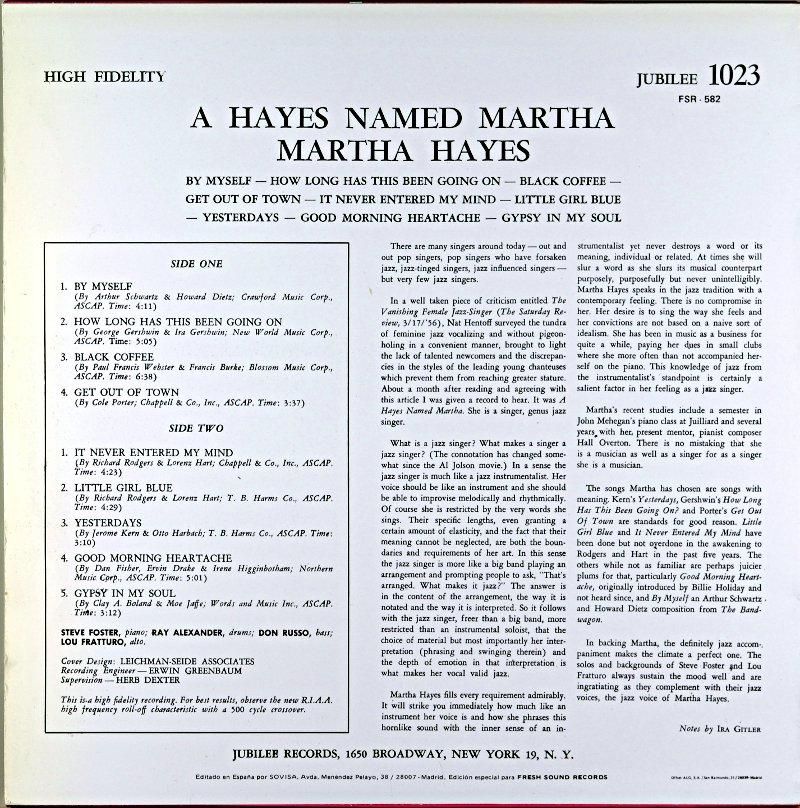 HIGH FIDELITY
JUBILEE 1023
FSR - 582
A HAYES NAMED MARTHA
MARTHA HAYES
BY MYSELF — HOW LONG HAS THIS BEEN GOING ON — BLACK COFFEE —
GET OUT OF TOWN — IT NEVER ENTERED MY MIND — LITTLE GIRL BLUE
— YESTERDAYS — GOOD MORNING HEARTACHE — GYPSY IN MY SOUL
SIDE ONE
1. BY MYSELF
(By Arthur Schwartz & Howard Dietz; Crawford Music Corp.,
ASCAP. Time: 4:11)
2. HOW LONG HAS THIS BEEN GOING ON
(By George Gershwin & Ira Gershwin; New World Music Corp.,
ASCAP. Time: 5:05)
3. BLACK COFFEE
(By Paul Francis Webster & Francis Burke; Blossom Music Corp.,
ASCAP. Time: 6:38)
4. GET OUT OF TOWN
(By Cole Porter; Chappell & Co., Inc., ASCAP. Time: 3:37)
SIDE TWO
1. IT NEVER ENTERED MY MIND
(By Richard Rodgers & Lorenz Hart; Chappell & Co., Inc., ASCAP.
Time: 4:23)
2. LITTLE GIRL BLUE
(By Richard Rodgers & Lorenz Hart; T. B. Harms Co., ASCAP.
Time: 4:29)
3. YESTERDAYS
(By Jerome Kern & Otto Harbach; T. B. Harms Co., ASCAP. Time:
3:10)
4. GOOD MORNING HEARTACHE
(By Dan Fisher, Ervin Drake & Irene Higginbotham; Northern
Music Corp., ASCAP. Time: 5:01)
5. GYPSY IN MY SOUL
(By Clay A. Boland & Moe Jaffe; Words and Music Inc., ASCAP.
Time: 3:12)
STEVE FOSTER, piano; RAY ALEXANDER, drums; DON RUSSO, bass;
LOU FRATTURO, alto.
Cover Design: LEICHMAN-SEIDE ASSOCIATES
Recording Engineer — ERWIN GREENBAUM
Supervision — HERB DEXTER
This is a high fidelity recording. For best results, observe the new R.I.A.A.
high frequency roll-off characteristic with a 500 cycle crossover.
There are many singers around today — out and
out pop singers, pop singers who have forsaken
jazz, jazz-tinged singers, jazz influenced singers —
but very few jazz singers.
In a well taken piece of criticism entitled The
Vanishing Female Jazz-Singer (The Saturday Re-
view, 3/17/'56), Nat Hentoff surveyed the tundra
of feminine jazz vocalizing and without pigeon-
holing in a convenient manner, brought to light
the lack of talented newcomers and the discrepan-
cies in the styles of the leading young chanteuses
which prevent them from reaching greater stature.
About a month after reading and agreeing with
this article I was given a record to hear. It was A
Hayes Named Martha. She is a singer, genus jazz
singer.
What is a jazz singer? What makes a singer a
jazz singer? (The connotation has changed some-
what since the Al Jolson movie.) In a sense the
jazz singer is much like a jazz instrumentalist. Her
voice should be like an instrument and she should
be able to improvise melodically and rhythmically.
Of course she is restricted by the very words she
sings. Their specific lengths, even granting a
certain amount of elasticity, and the fact that their
meaning cannot be neglected, are both the boun-
daries and requirements of her art. In this sense
the jazz singer is more like a big band playing an
arrangement and prompting people to ask, "That's
arranged. What makes it jazz?" The answer is
in the content of the arrangement, the way it is
notated and the way it is interpreted. So it follows
with the jazz singer, freer than a big band, more
restricted than an instrumental soloist, that the
choice of material but most importantly her inter-
pretation (phrasing and swinging therein) and
the depth of emotion in that interpretation is
what makes her vocal valid jazz.
Martha Hayes fills every requirement admirably.
It will strike you immediately how much like an
instrument her voice is and how she phrases this
hornlike sound with the inner sense of an in-
strumentalist yet never destroys a word or its
meaning, individual or related. At times she will
slur a word as she slurs its musical counterpart
purposely, purposefully but never unintelligibly.
Martha Hayes speaks in the jazz tradition with a
contemporary feeling. There is no compromise in
her. Her desire is to sing the way she feels and
her convictions are not based on a naive sort of
idealism. She has been in music as a business for
quite a while, paying her dues in small clubs
where she more often than not accompanied her-
self on the piano. This knowledge of jazz from
the instrumentalist's standpoint is certainly a
salient factor in her feeling as a jazz singer.
Martha's recent studies include a semester in
John Mehegan's piano class at Juilliard and several
years with her present mentor, pianist composer
Hall Overton. There is no mistaking that she
is a musician as well as a singer for as a singer
she is a musician.
The songs Martha has chosen are songs with
meaning. Kern's Yesterdays, Gershwin's How Long
Has This Been Going On? and Porter's Get Out
Of Town are standards for good reason. Little
Girl Blue and It Never Entered My Mind have
been done but not overdone in the awakening to
Rodgers and Hart in the past five years. The
others while not as familiar are perhaps juicier
plums for that, particularly Good Morning Heart-
ache, originally introduced by Billie Holiday and
not heard since, and By Myself an Arthur Schwartz -
and Howard Dietz composition from The Band-
wagon.
In backing Martha, the definitely jazz accom-
paniment makes the climate a perfect one. The
solos and backgrounds of Steve Foster and Lou
Fratturo always sustain the mood well and are
ingratiating as they complement with their jazz
voices, the jazz voice of Martha Hayes.
Notes by IRA GITLER
JUBILEE RECORDS, 1650 BROADWAY, NEW YORK 19, N. Y.
Editado en España por SOVISA, Avda. Menéndez Pelayo, 38 / 28007 - Madrid. Edición especial para FRESH SOUND RECORDS